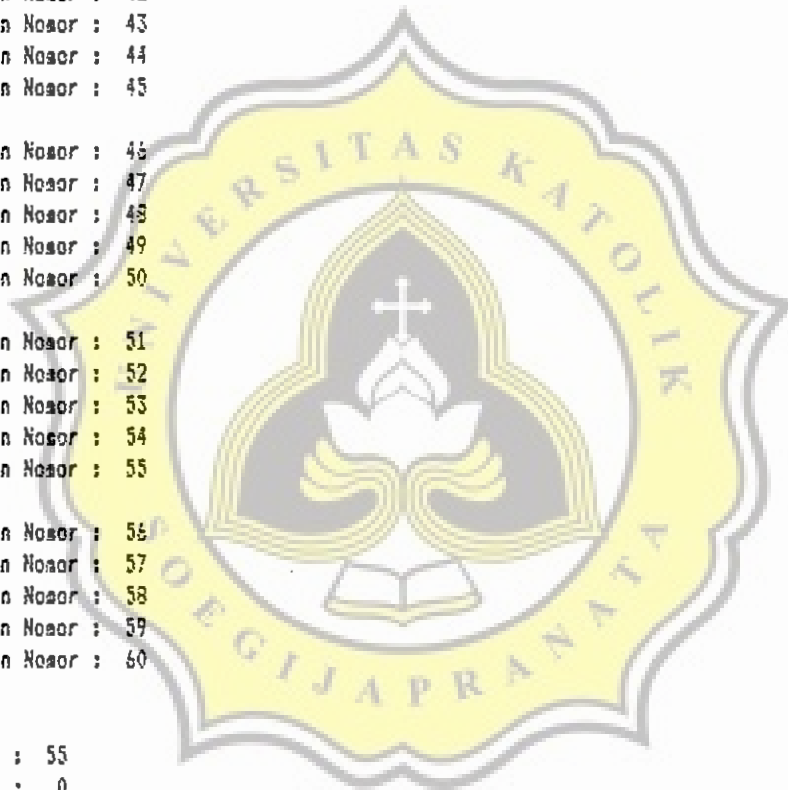 n Nomor : 43
n Nomor : 44
n Nomor : 45
n Nomor : 46
n Nomor : 47
n Nomor : 48
n Nomor : 49
n Nomor : 50
n Nomor : 51
n Nomor : 52
n Nomor : 53
n Nomor : 54
n Nomor : 55
n Nomor : 56
n Nomor : 57
n Nomor : 58
n Nomor : 59
n Nomor : 60
: 55
: 0
UNIVERSITAS KATOLIK
SOEGIJAPRANATA